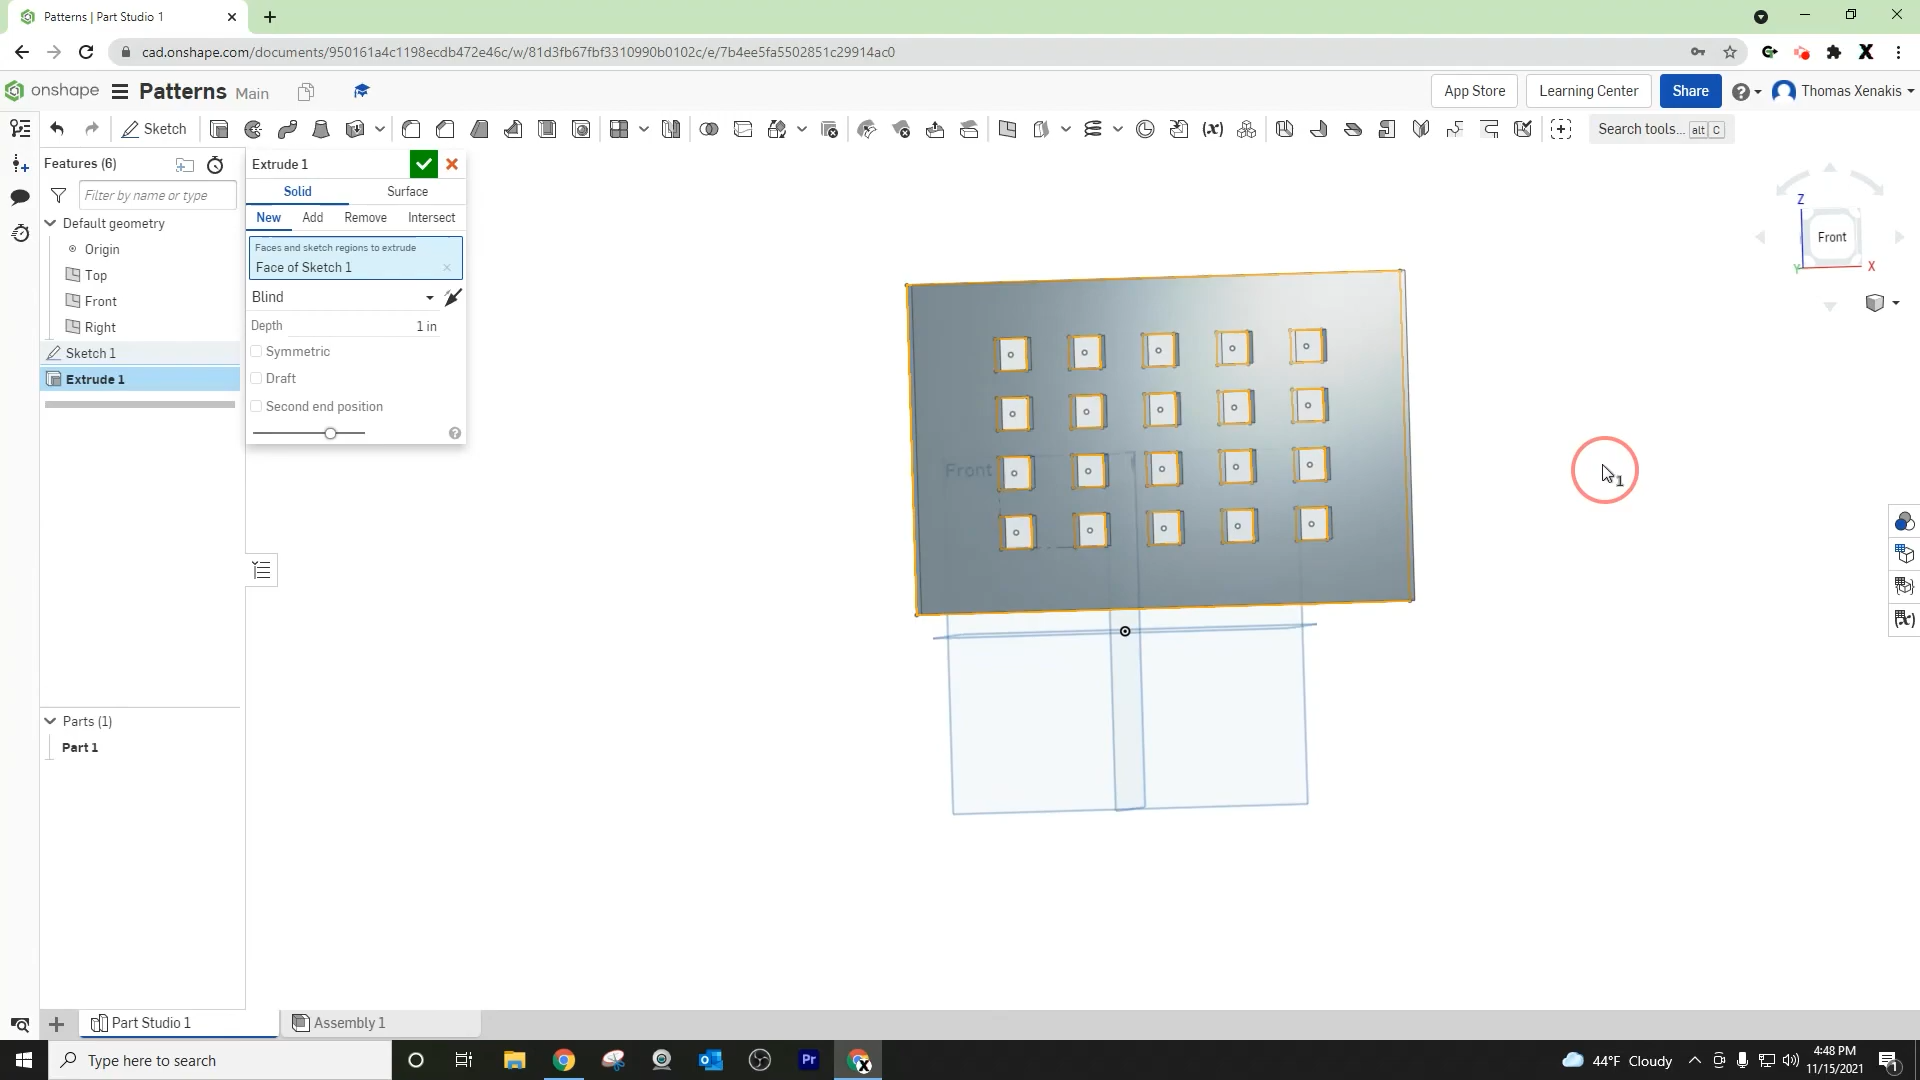 Patterns | Part Studio 1
cad.onshape.com/documents/950161a4c1198ecdb472e46c/w/81d3fb67fbf3310990b0102c/e/7b4ee5fa5502851c29914ac0
onshape Patterns Main App Store Learning Center Share Thomas Xenakis
Sketch Search tools... alt C
Features (6)
Filter by name or type
Default geometry
Origin
Top
Front
Right
Sketch 1
Extrude 1
Extrude 1
Solid Surface
New Add Remove Intersect
Faces and sketch regions to extrude
Face of Sketch 1
Blind
Depth 1 in
Symmetric
Draft
Second end position
Front
Z
Front
X
Y
1
Parts (1)
Part 1
Part Studio 1 Assembly 1
Type here to search
Pr
44°F Cloudy
4:48 PM
11/15/2021
1